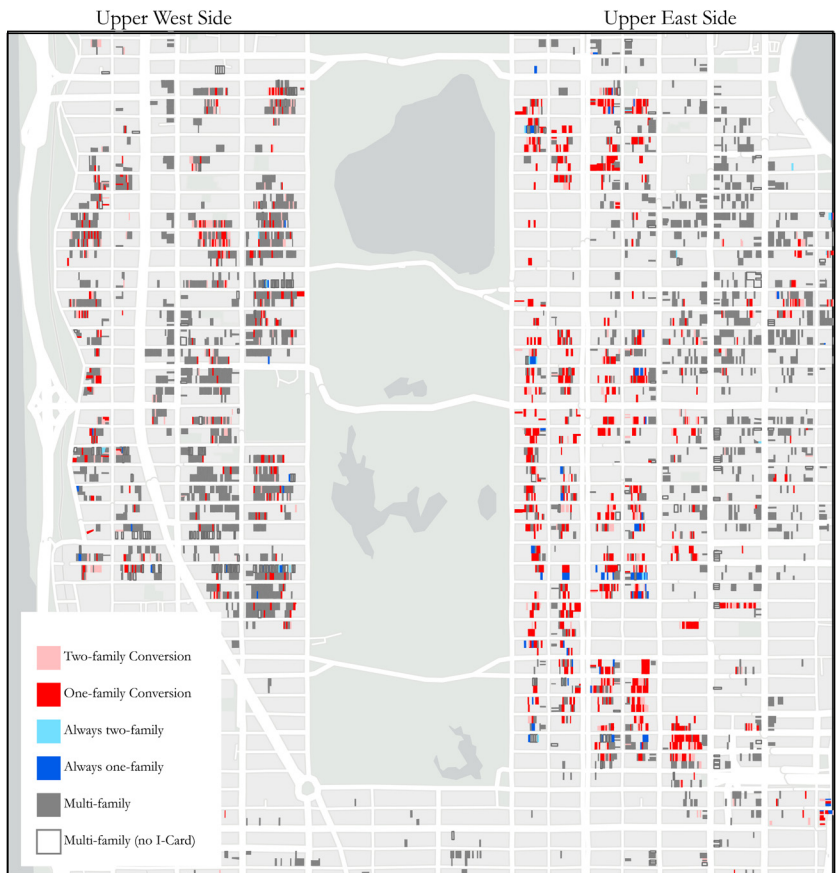 Upper West Side
Upper East Side
Two-family Conversion
One-family Conversion
Always two-family
Always one-family
Multi-family
Multi-family (no I-Card)